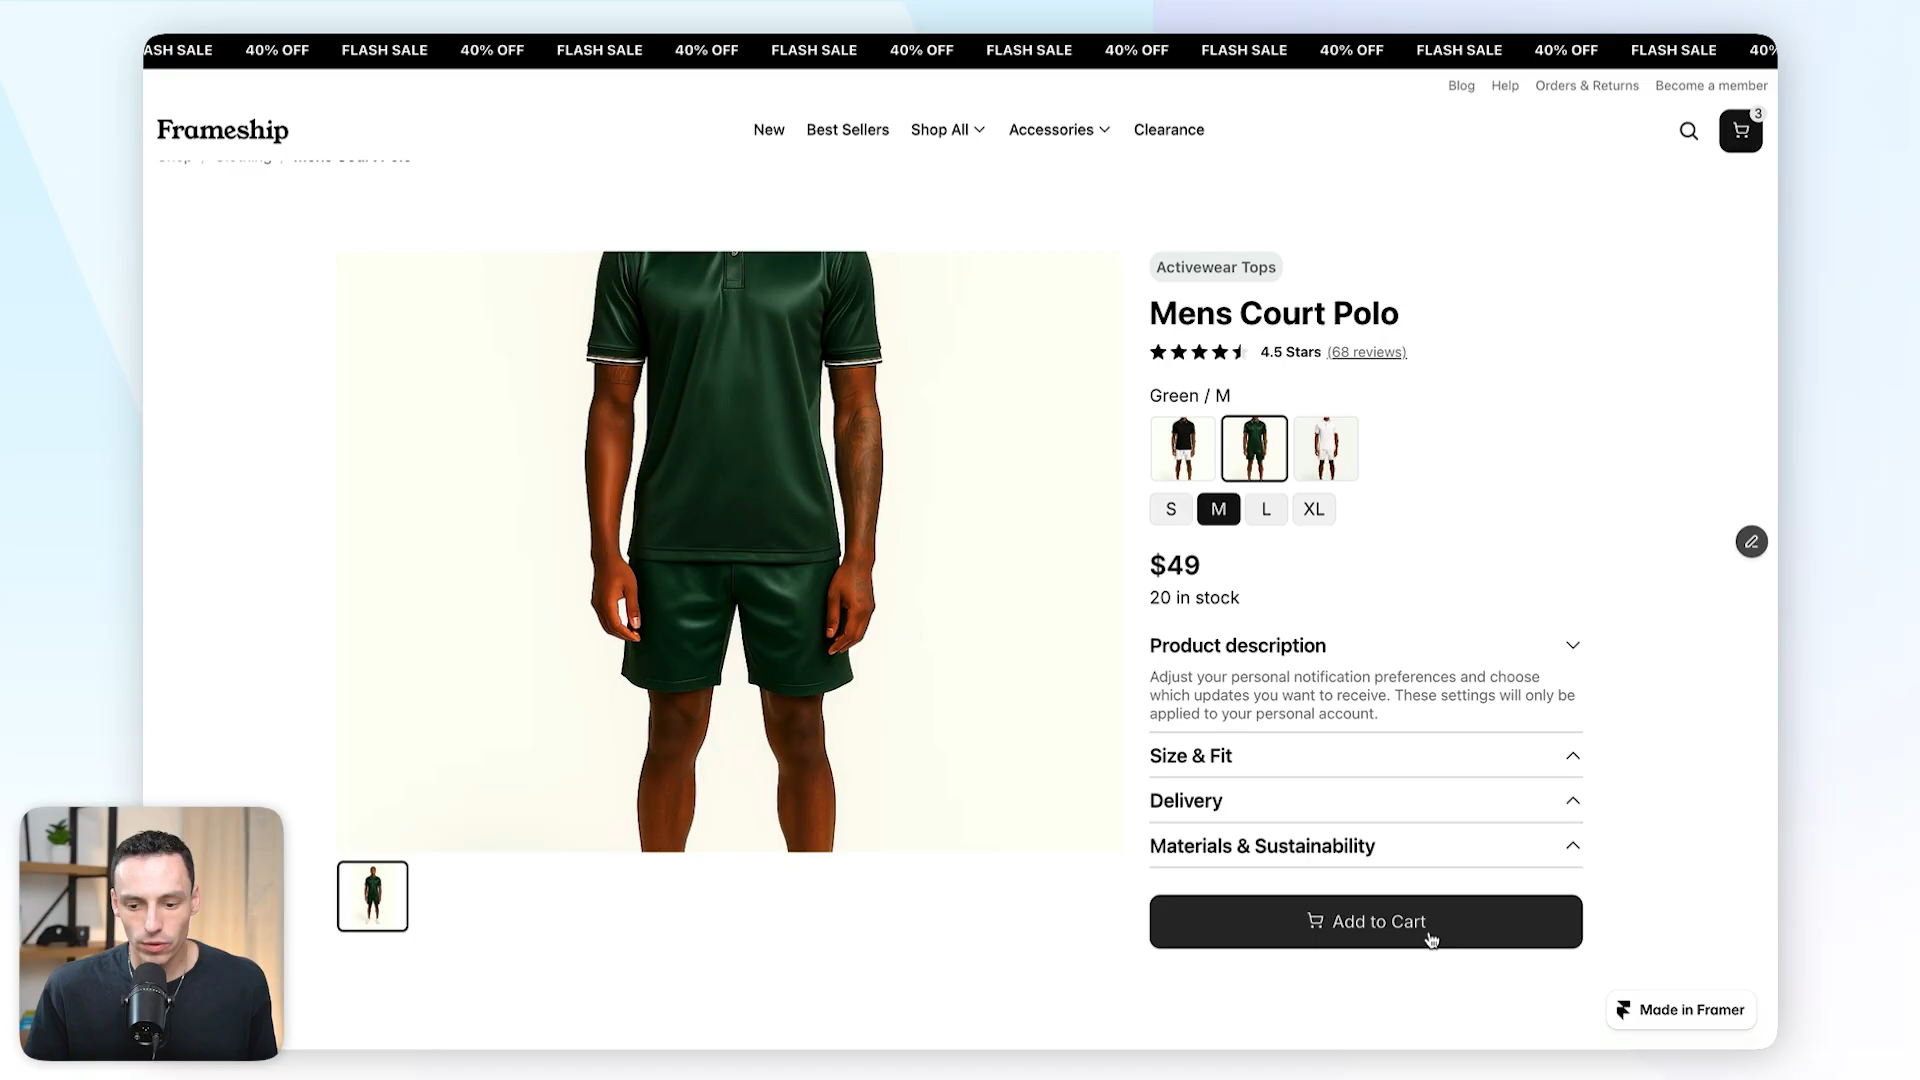 ASH SALE 40% OFF FLASH SALE 40% OFF FLASH SALE 40% OFF FLASH SALE 40% OFF FLASH SALE 40% OFF FLASH SALE 40% OFF FLASH SALE 40% OFF FLASH SALE 40%
Blog Help Orders & Returns Become a member
Frameship New Best Sellers Shop All Accessories Clearance 3
Activewear Tops
Mens Court Polo
4.5 Stars (68 reviews)
Green / M
S M L XL
$49
20 in stock
Product description
Adjust your personal notification preferences and choose
which updates you want to receive. These settings will only be
applied to your personal account.
Size & Fit
Delivery
Materials & Sustainability
Add to Cart
Made in Framer